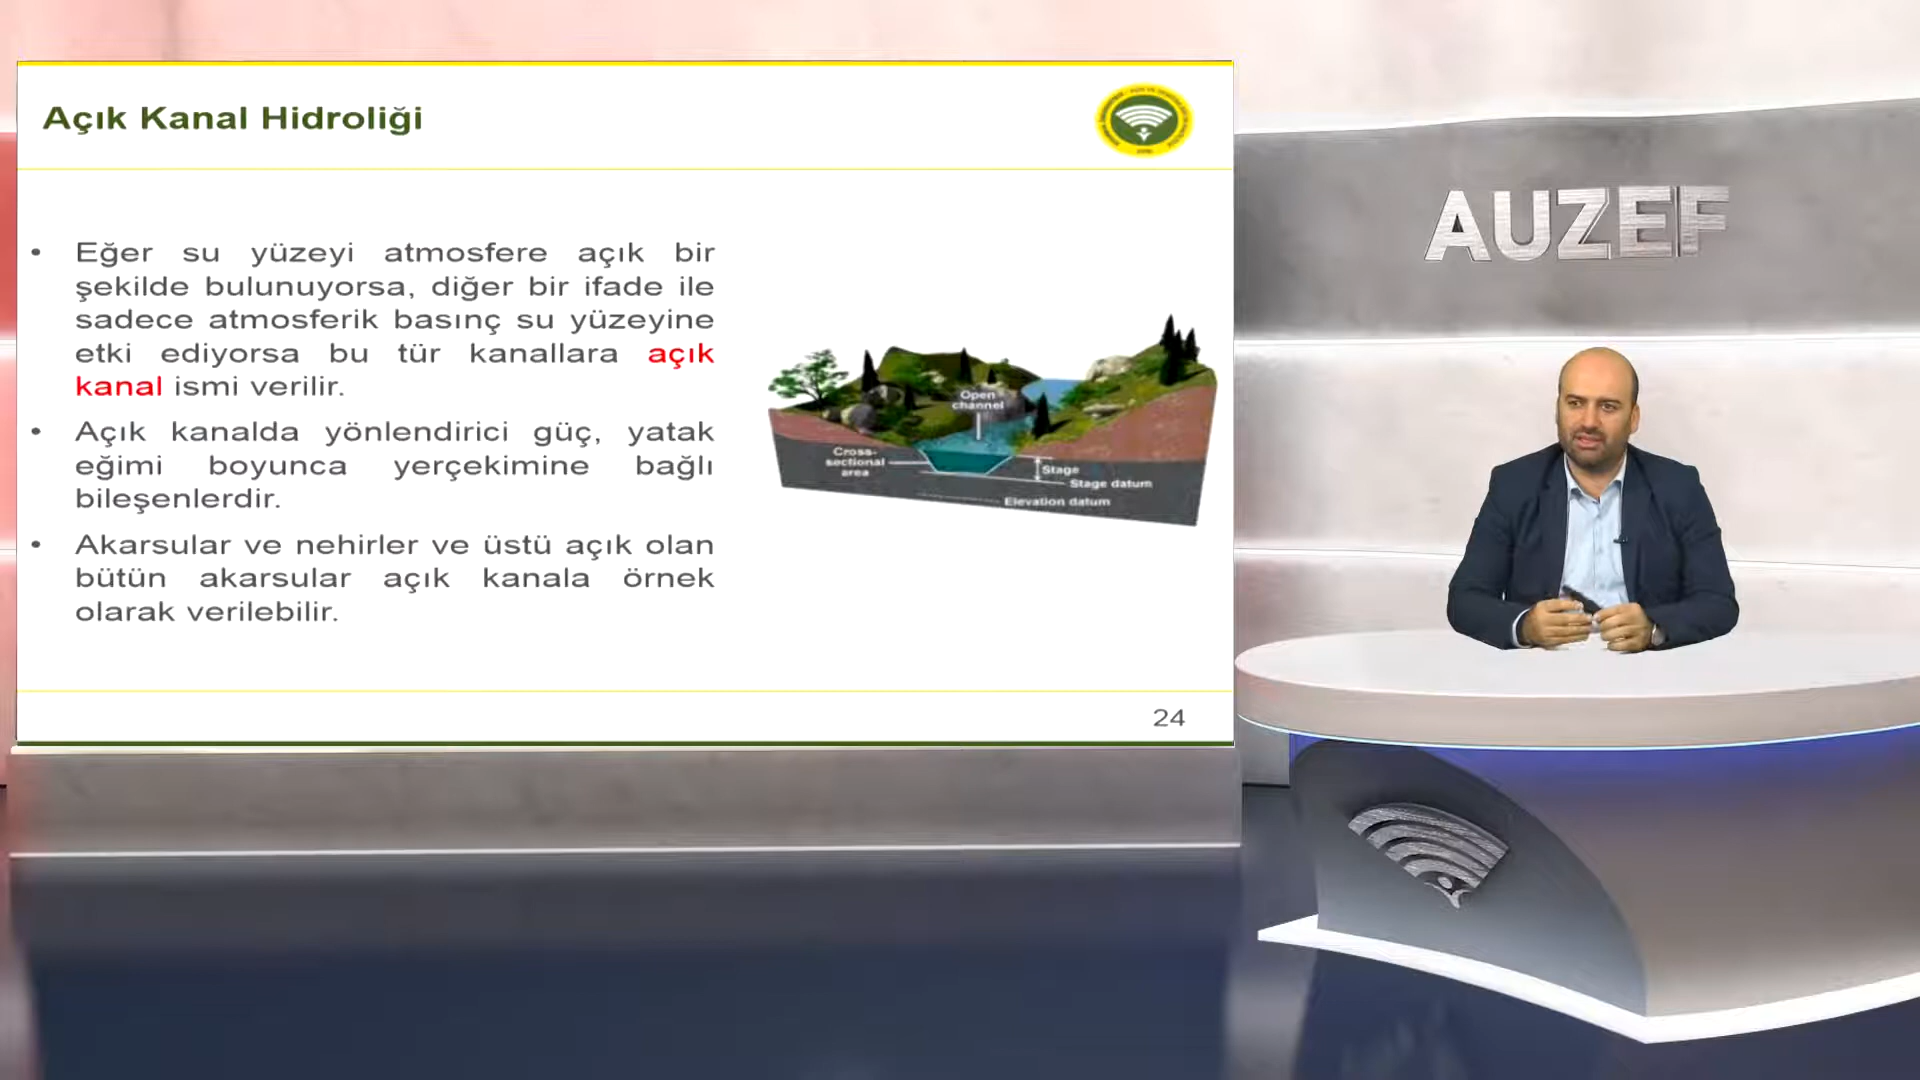 Açık Kanal Hidroliği
• Eğer su yüzeyi atmosfere açık bir
şekilde bulunuyorsa, diğer bir ifade ile
sadece atmosferik basınç su yüzeyine
etki ediyorsa bu tür kanallara açık
kanal ismi verilir.
• Açık kanalda yönlendirici güç, yatak
eğimi boyunca yerçekimine bağlı
bileşenlerdir.
• Akarsular ve nehirler ve üstü açık olan
bütün akarsular açık kanala örnek
olarak verilebilir.
Open
channel
Cross-
sectional
area
Stage
Stage datum
Elevation datum
24
AUZEF